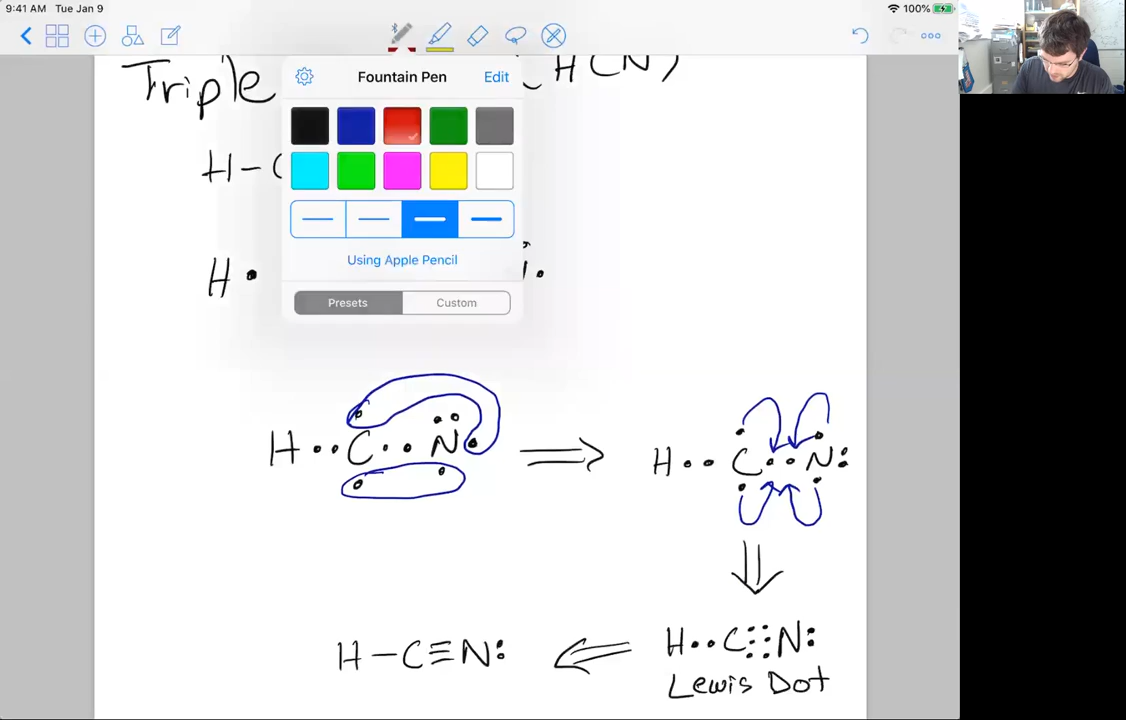 9:41 AM Tue Jan 9 100%
Fountain Pen Edit
Triple HCN)
H-C
H•
Using Apple Pencil
Presets Custom
H••C••N ⇒ H••C••N:
H-C≡N: ⇐ H••C⫶⫶N:
Lewis Dot